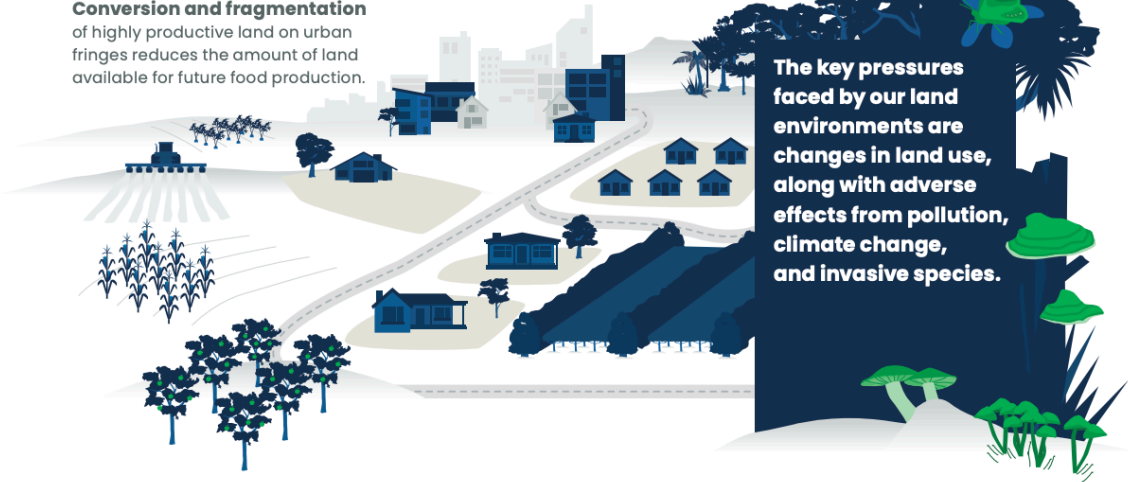 Conversion and fragmentation
of highly productive land on urban
fringes reduces the amount of land
available for future food production.
The key pressures
faced by our land
environments are
changes in land use,
along with adverse
effects from pollution,
climate change,
and invasive species.